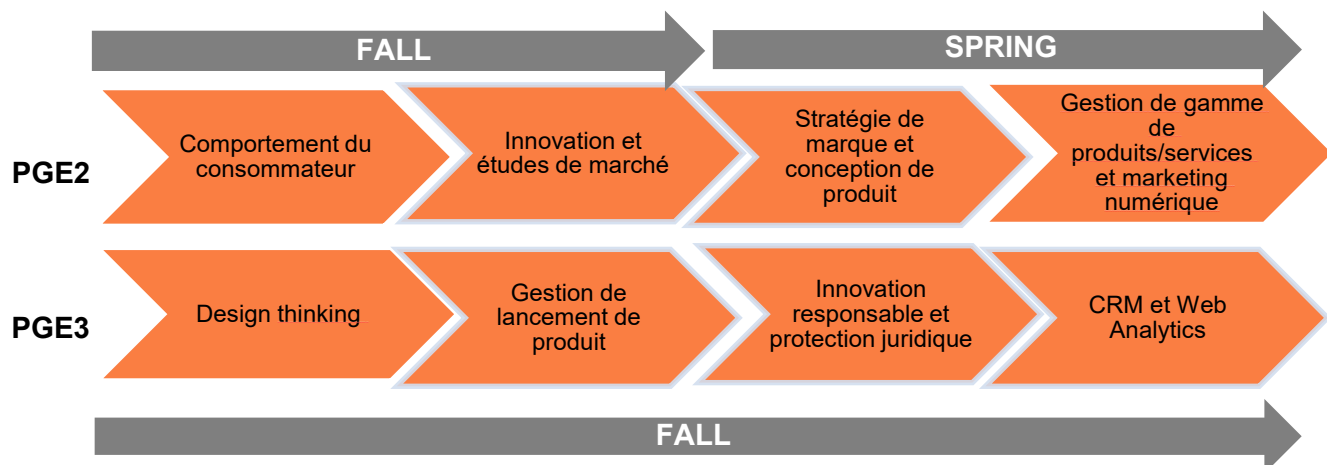 FALL
SPRING
PGE2
Comportement du
consommateur
Innovation et
études de marché
Stratégie de
marque et
conception de
produit
Gestion de gamme
de
produits/services
et marketing
numérique
PGE3
Design thinking
Gestion de
lancement de
produit
Innovation
responsable et
protection juridique
CRM et Web
Analytics
FALL